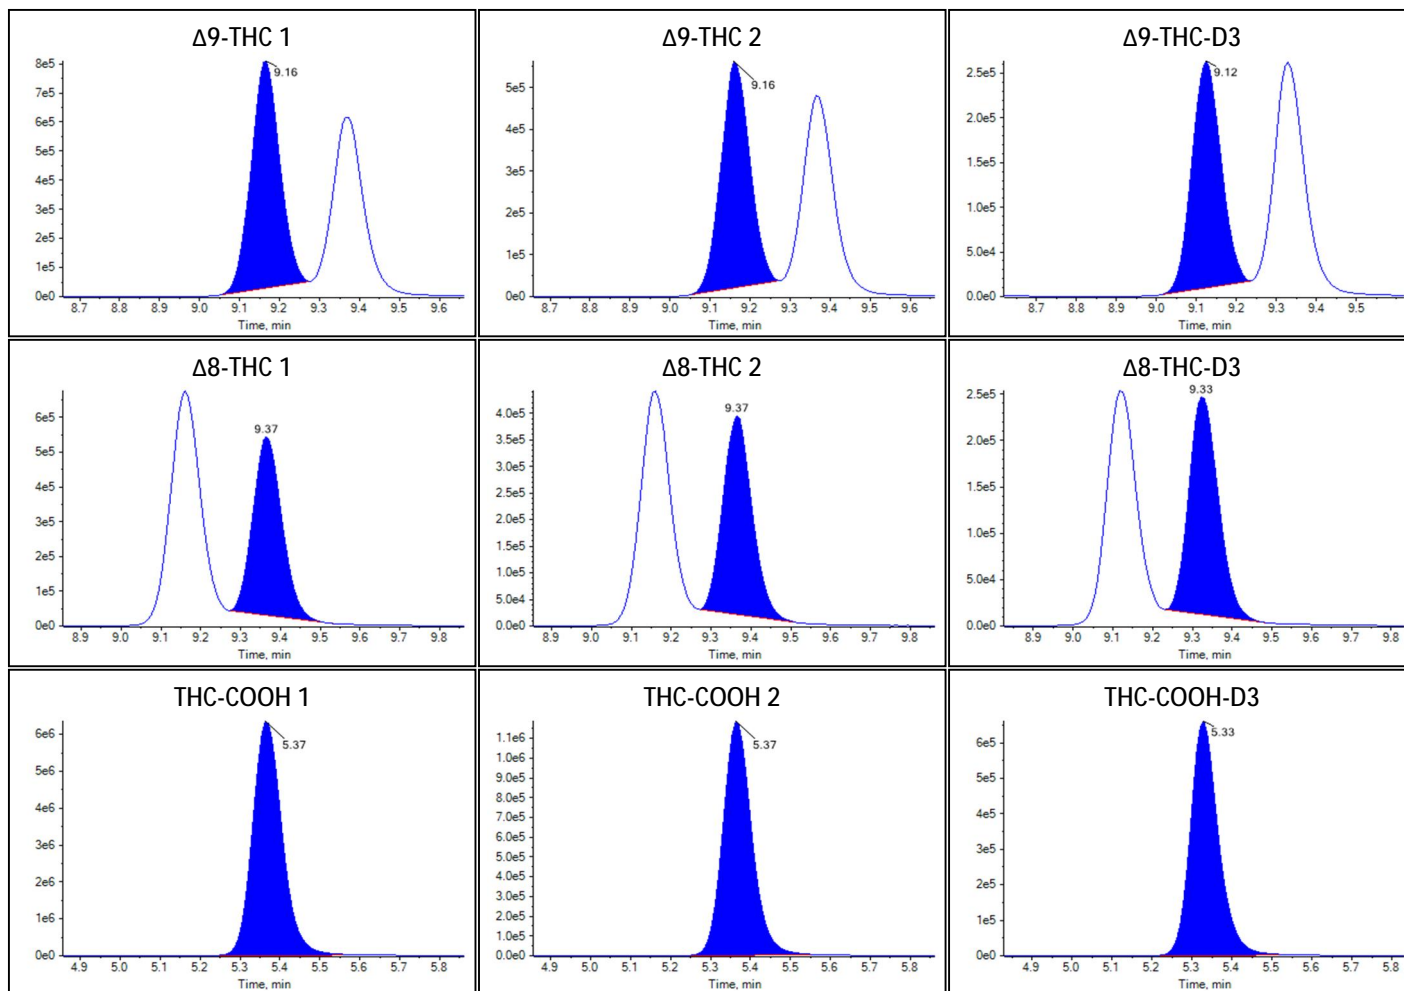 Δ9-THC 1
8e5
7e5
6e5
5e5
4e5
3e5
2e5
1e5
0e0
9.16
8.7 8.8 8.9 9.0 9.1 9.2 9.3 9.4 9.5 9.6
Time, min
Δ9-THC 2
5e5
4e5
3e5
2e5
1e5
0e0
9.16
8.7 8.8 8.9 9.0 9.1 9.2 9.3 9.4 9.5 9.6
Time, min
Δ9-THC-D3
2.5e5
2.0e5
1.5e5
1.0e5
5.0e4
0.0e0
9.12
8.7 8.8 8.9 9.0 9.1 9.2 9.3 9.4 9.5
Time, min
Δ8-THC 1
6e5
5e5
4e5
3e5
2e5
1e5
0e0
9.37
8.9 9.0 9.1 9.2 9.3 9.4 9.5 9.6 9.7 9.8
Time, min
Δ8-THC 2
4.0e5
3.5e5
3.0e5
2.5e5
2.0e5
1.5e5
1.0e5
5.0e4
0.0e0
9.37
8.9 9.0 9.1 9.2 9.3 9.4 9.5 9.6 9.7 9.8
Time, min
Δ8-THC-D3
2.5e5
2.0e5
1.5e5
1.0e5
5.0e4
0.0e0
9.33
8.9 9.0 9.1 9.2 9.3 9.4 9.5 9.6 9.7 9.8
Time, min
THC-COOH 1
6e6
5e6
4e6
3e6
2e6
1e6
0e0
5.37
4.9 5.0 5.1 5.2 5.3 5.4 5.5 5.6 5.7 5.8
Time, min
THC-COOH 2
1.1e6
1.0e6
9.0e5
8.0e5
7.0e5
6.0e5
5.0e5
4.0e5
3.0e5
2.0e5
1.0e5
0.0e0
5.37
4.9 5.0 5.1 5.2 5.3 5.4 5.5 5.6 5.7 5.8
Time, min
THC-COOH-D3
6e5
5e5
4e5
3e5
2e5
1e5
0e0
5.33
4.9 5.0 5.1 5.2 5.3 5.4 5.5 5.6 5.7 5.8
Time, min